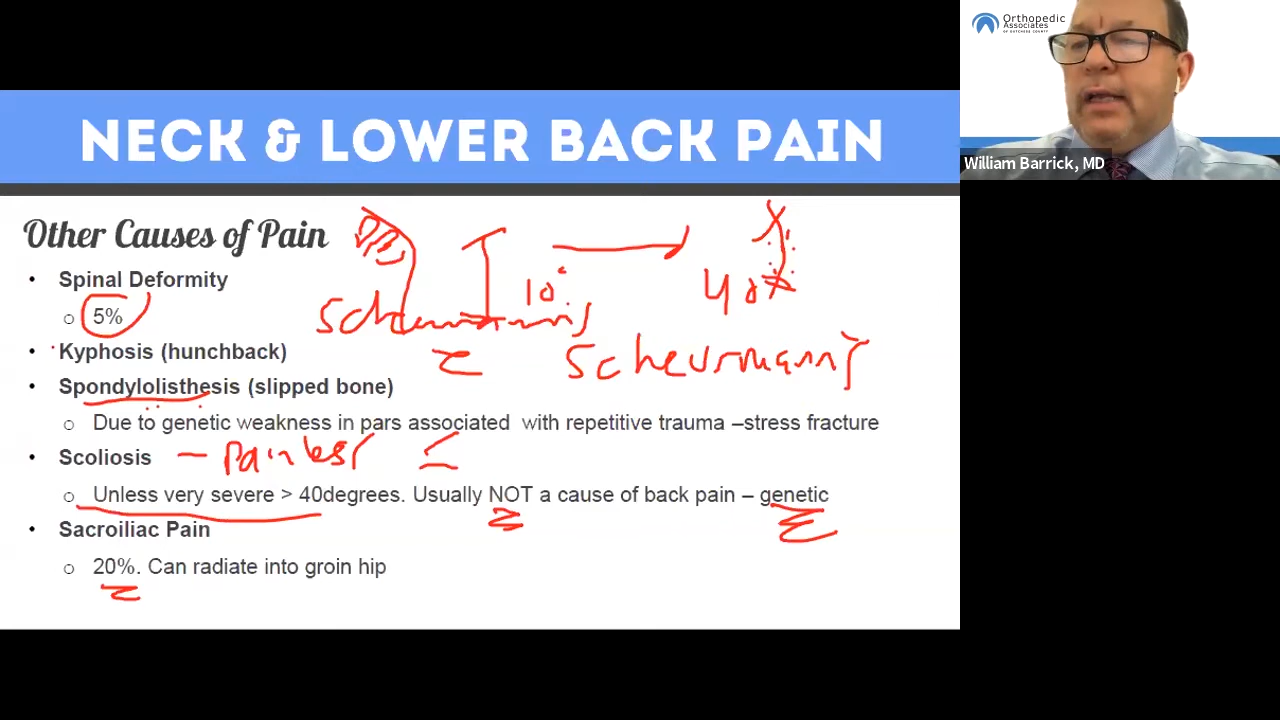 Orthopedic
Associates
OF DUTCHESS COUNTY
William Barrick, MD
NECK & LOWER BACK PAIN
Other Causes of Pain
• Spinal Deformity
10°
40
○ 5%
• Kyphosis (hunchback)
Scheurmann's
• Spondylolisthesis (slipped bone)
○ Due to genetic weakness in pars associated with repetitive trauma –stress fracture
• Scoliosis – painless
○ Unless very severe > 40degrees. Usually NOT a cause of back pain – genetic
• Sacroiliac Pain
○ 20%. Can radiate into groin hip